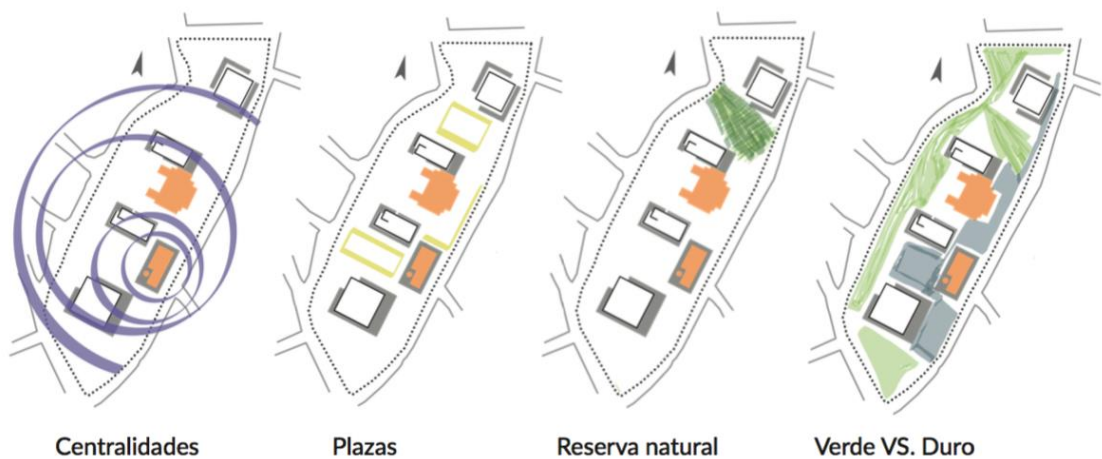 Centralidades
Plazas
Reserva natural
Verde VS. Duro